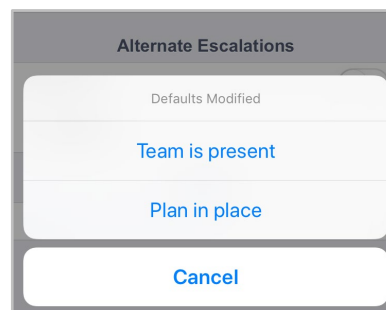 Alternate Escalations
Defaults Modified
Team is present
Plan in place
Cancel